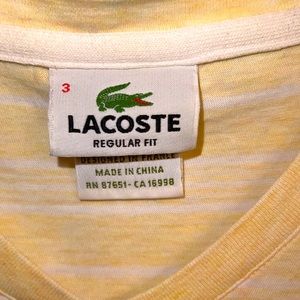 3
LACOSTE
REGULAR FIT
DESIGNED IN FRANCE
MADE IN CHINA
RN 87651 - CA 16998